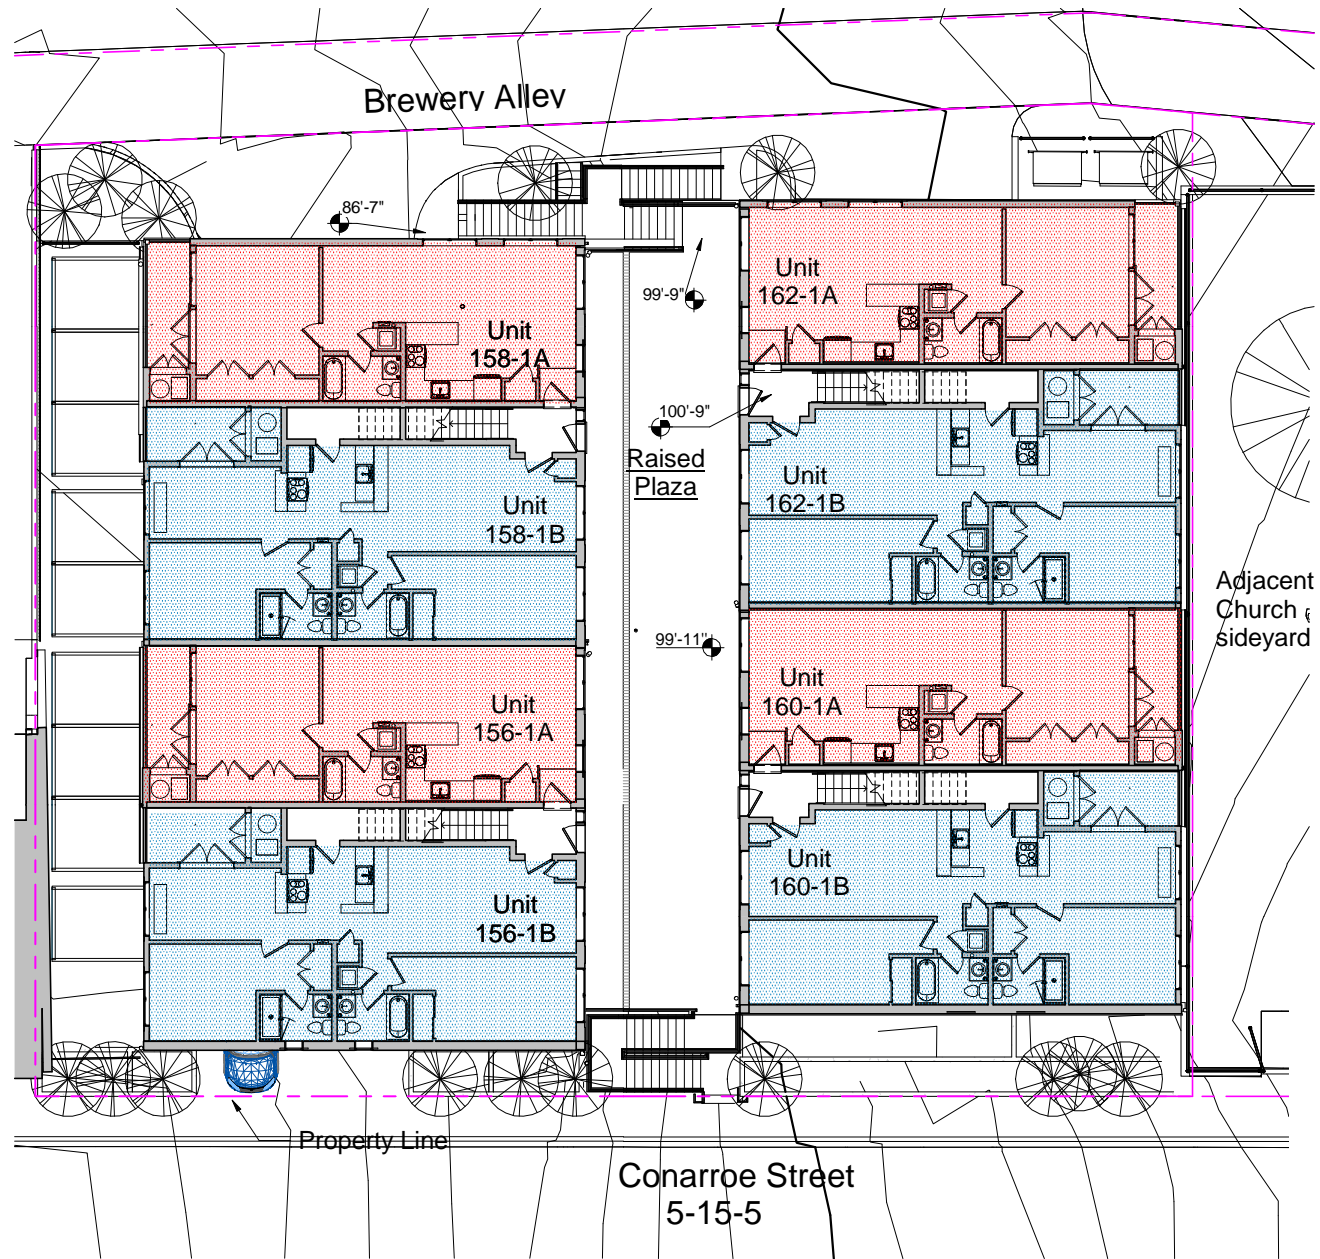 Brewery Alley
86'-7"
Unit
162-1A
99'-9"
Unit
158-1A
100'-9"
Raised
Plaza
Unit
162-1B
Unit
158-1B
Adjacent
Church
sideyard
99'-11"
Unit
160-1A
Unit
156-1A
Unit
160-1B
Unit
156-1B
Property Line
Conarroe Street
5-15-5